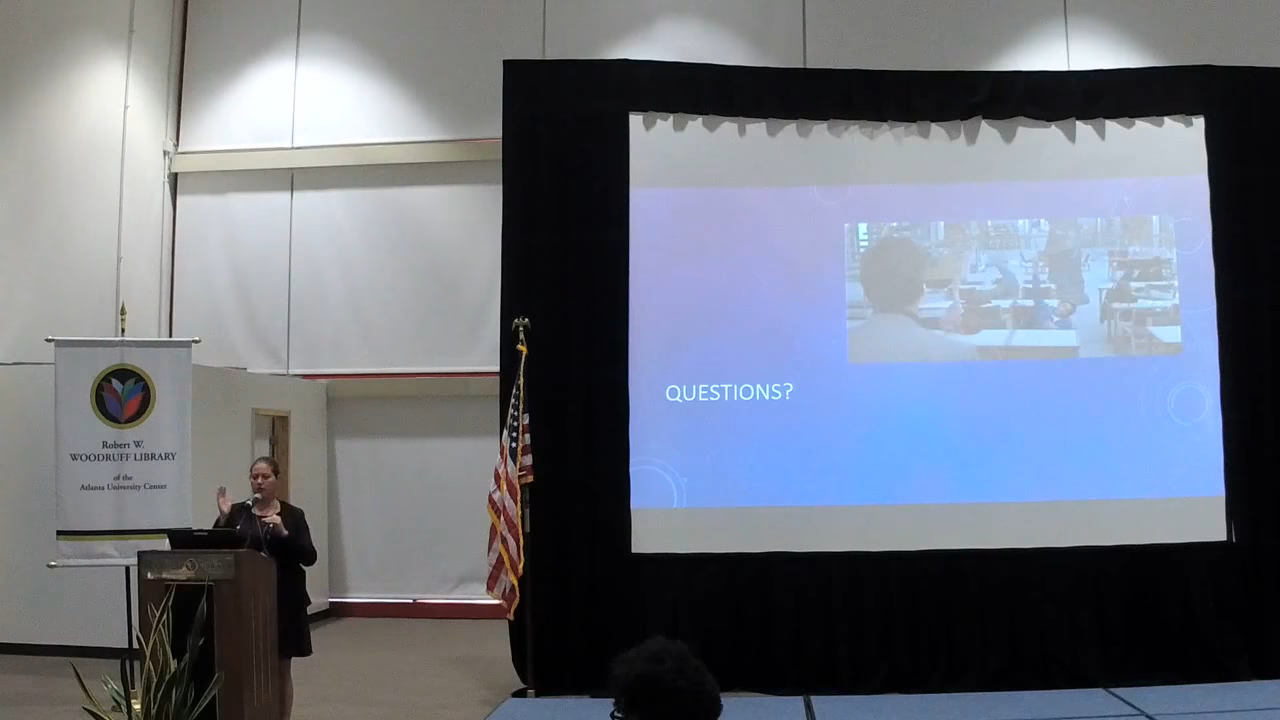 Robert W.
WOODRUFF LIBRARY
of the
Atlanta University Center
QUESTIONS?